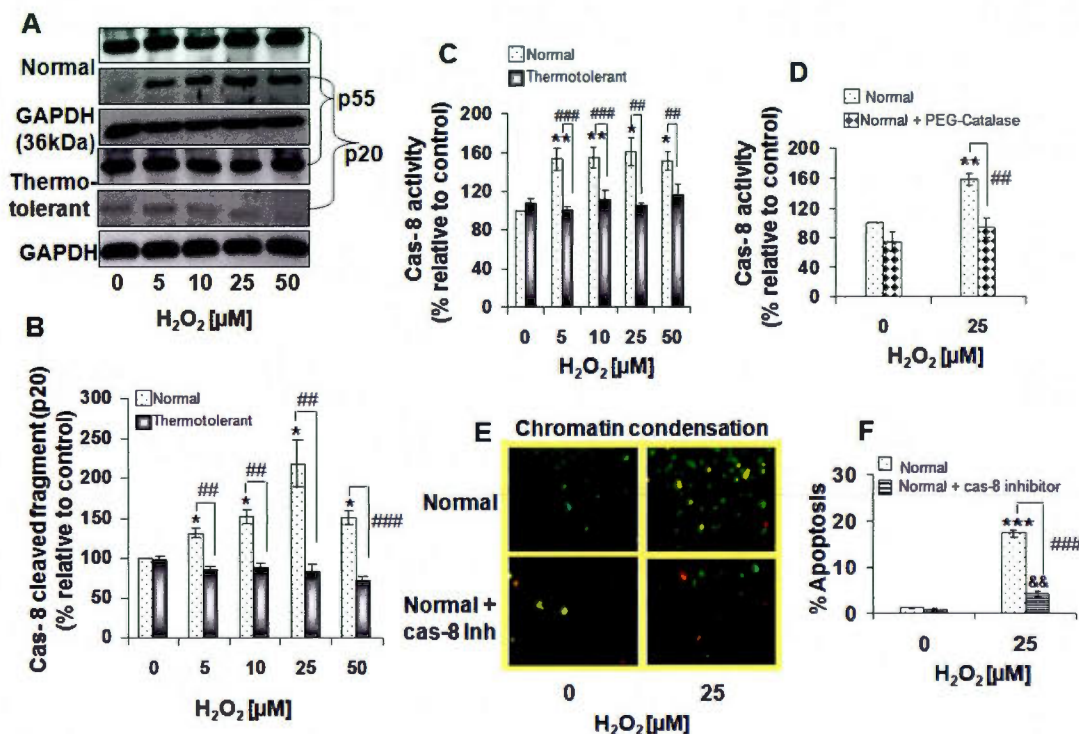 A
Normal
GAPDH
(36kDa)
Thermo-
tolerant
GAPDH
p55
p20
0 5 10 25 50
H₂O₂ [µM]
B
Cas-8 cleaved fragment (p20)
(% relative to control)
300
250
200
150
100
50
0
Normal
Thermotolerant
*
##
*
##
*
##
*
###
0 5 10 25 50
H₂O₂ [µM]
C
Normal
Thermotolerant
Cas-8 activity
(% relative to control)
200
160
120
80
40
0
###
**
###
**
##
*
##
*
0 5 10 25 50
H₂O₂ [µM]
D
Normal
Normal + PEG-Catalase
Cas-8 activity
(% relative to control)
200
160
120
80
40
0
**
##
0 25
H₂O₂ [µM]
E
Chromatin condensation
Normal
Normal +
cas-8 Inh
0 25
H₂O₂ [µM]
F
Normal
Normal + cas-8 inhibitor
% Apoptosis
30
20
10
0
***
###
&&
0 25
H₂O₂ [µM]